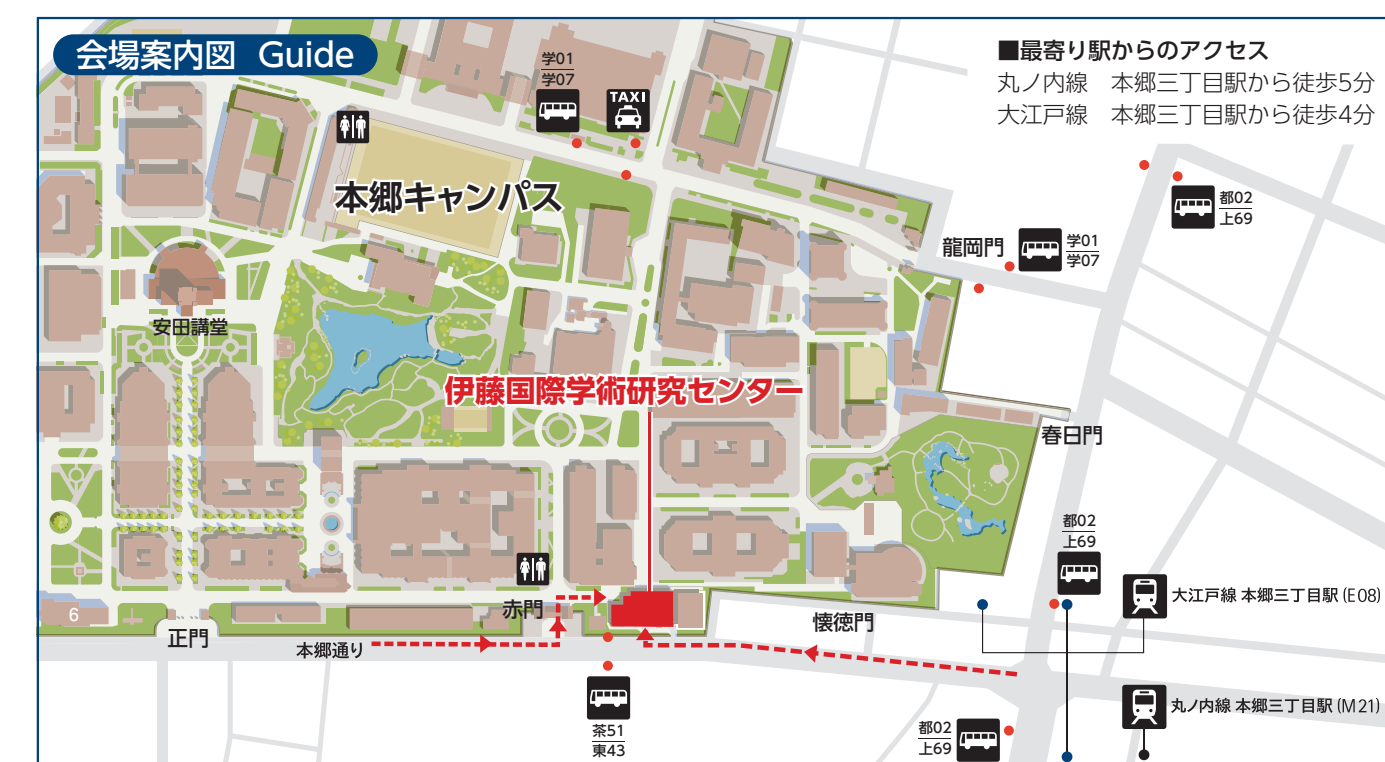 会場案内図 Guide
■最寄り駅からのアクセス
丸ノ内線 本郷三丁目駅から徒歩5分
大江戸線 本郷三丁目駅から徒歩4分
学01
学07
TAXI
本郷キャンパス
都02
上69
龍岡門
学01
学07
安田講堂
伊藤国際学術研究センター
春日門
都02
上69
大江戸線 本郷三丁目駅(E08)
6
正門
赤門
懐徳門
本郷通り
茶51
東43
都02
上69
丸ノ内線 本郷三丁目駅(M21)